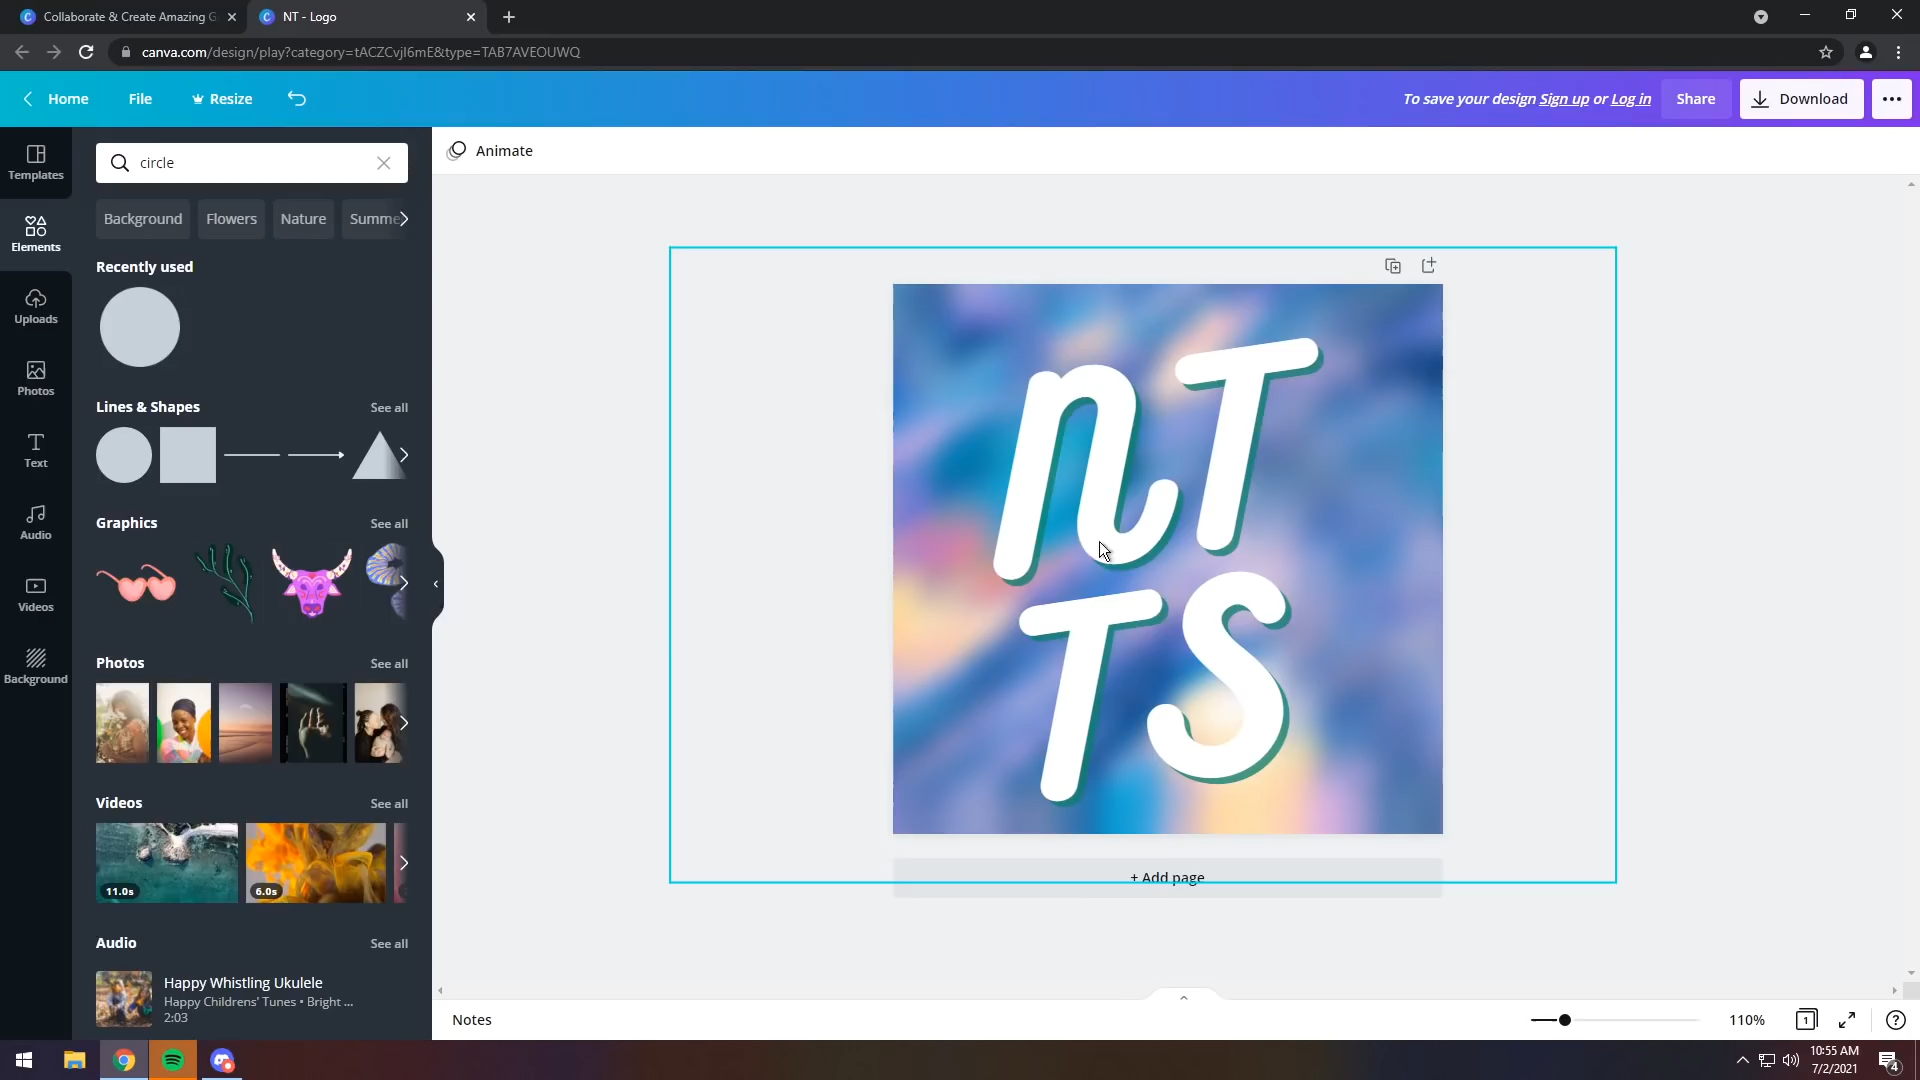 Collaborate & Create Amazing G
NT - Logo
canva.com/design/play?category=tACZCvjl6mE&type=TAB7AVEOUWQ
Home
File
Resize
To save your design Sign up or Log in
Share
Download
Templates
Elements
Uploads
Photos
Text
Audio
Videos
Background
circle
Background
Flowers
Nature
Summe
Recently used
Lines & Shapes
See all
Graphics
See all
Photos
See all
Videos
See all
11.0s
6.0s
Audio
See all
Happy Whistling Ukulele
Happy Childrens' Tunes • Bright ...
2:03
Animate
NT
TS
+ Add page
Notes
110%
1
?
10:55 AM
7/2/2021
4